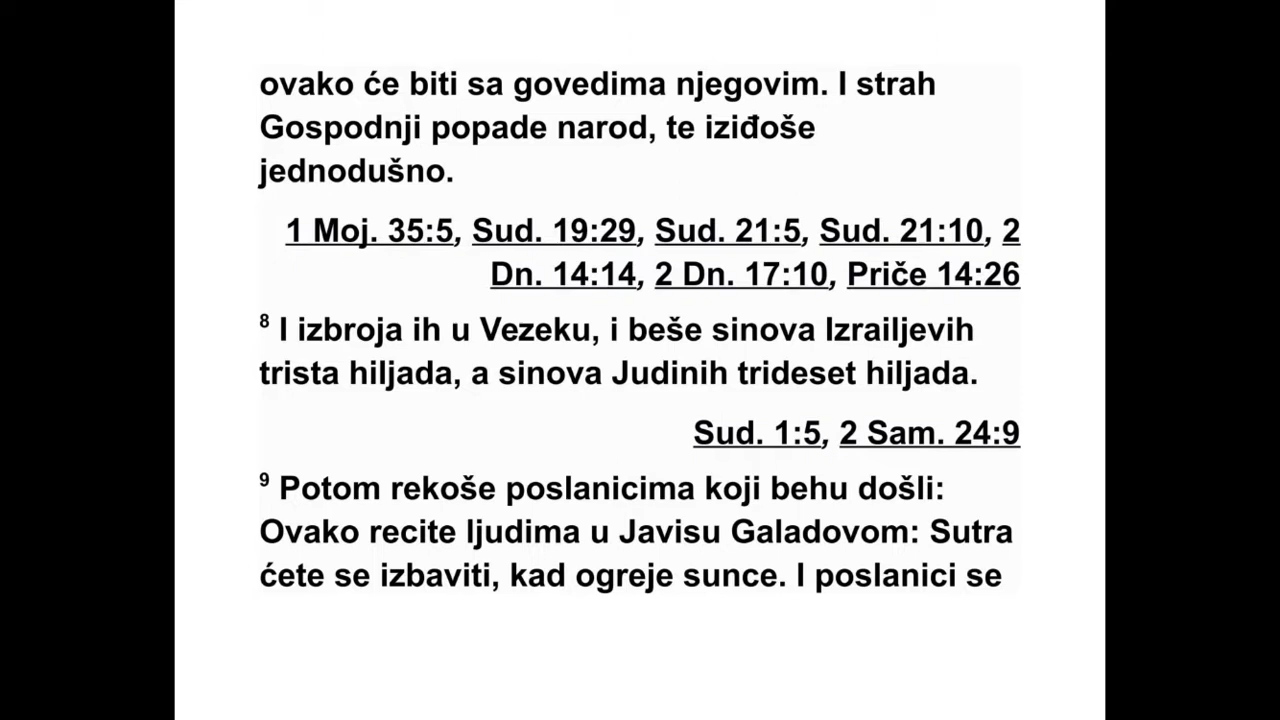 ovako će biti sa govedima njegovim. I strah
Gospodnji popade narod, te iziđoše
jednodušno.
1 Moj. 35:5, Sud. 19:29, Sud. 21:5, Sud. 21:10, 2
Dn. 14:14, 2 Dn. 17:10, Priče 14:26
8 I izbroja ih u Vezeku, i beše sinova Izrailjevih
trista hiljada, a sinova Judinih trideset hiljada.
Sud. 1:5, 2 Sam. 24:9
9 Potom rekoše poslanicima koji behu došli:
Ovako recite ljudima u Javisu Galadovom: Sutra
ćete se izbaviti, kad ogreje sunce. I poslanici se